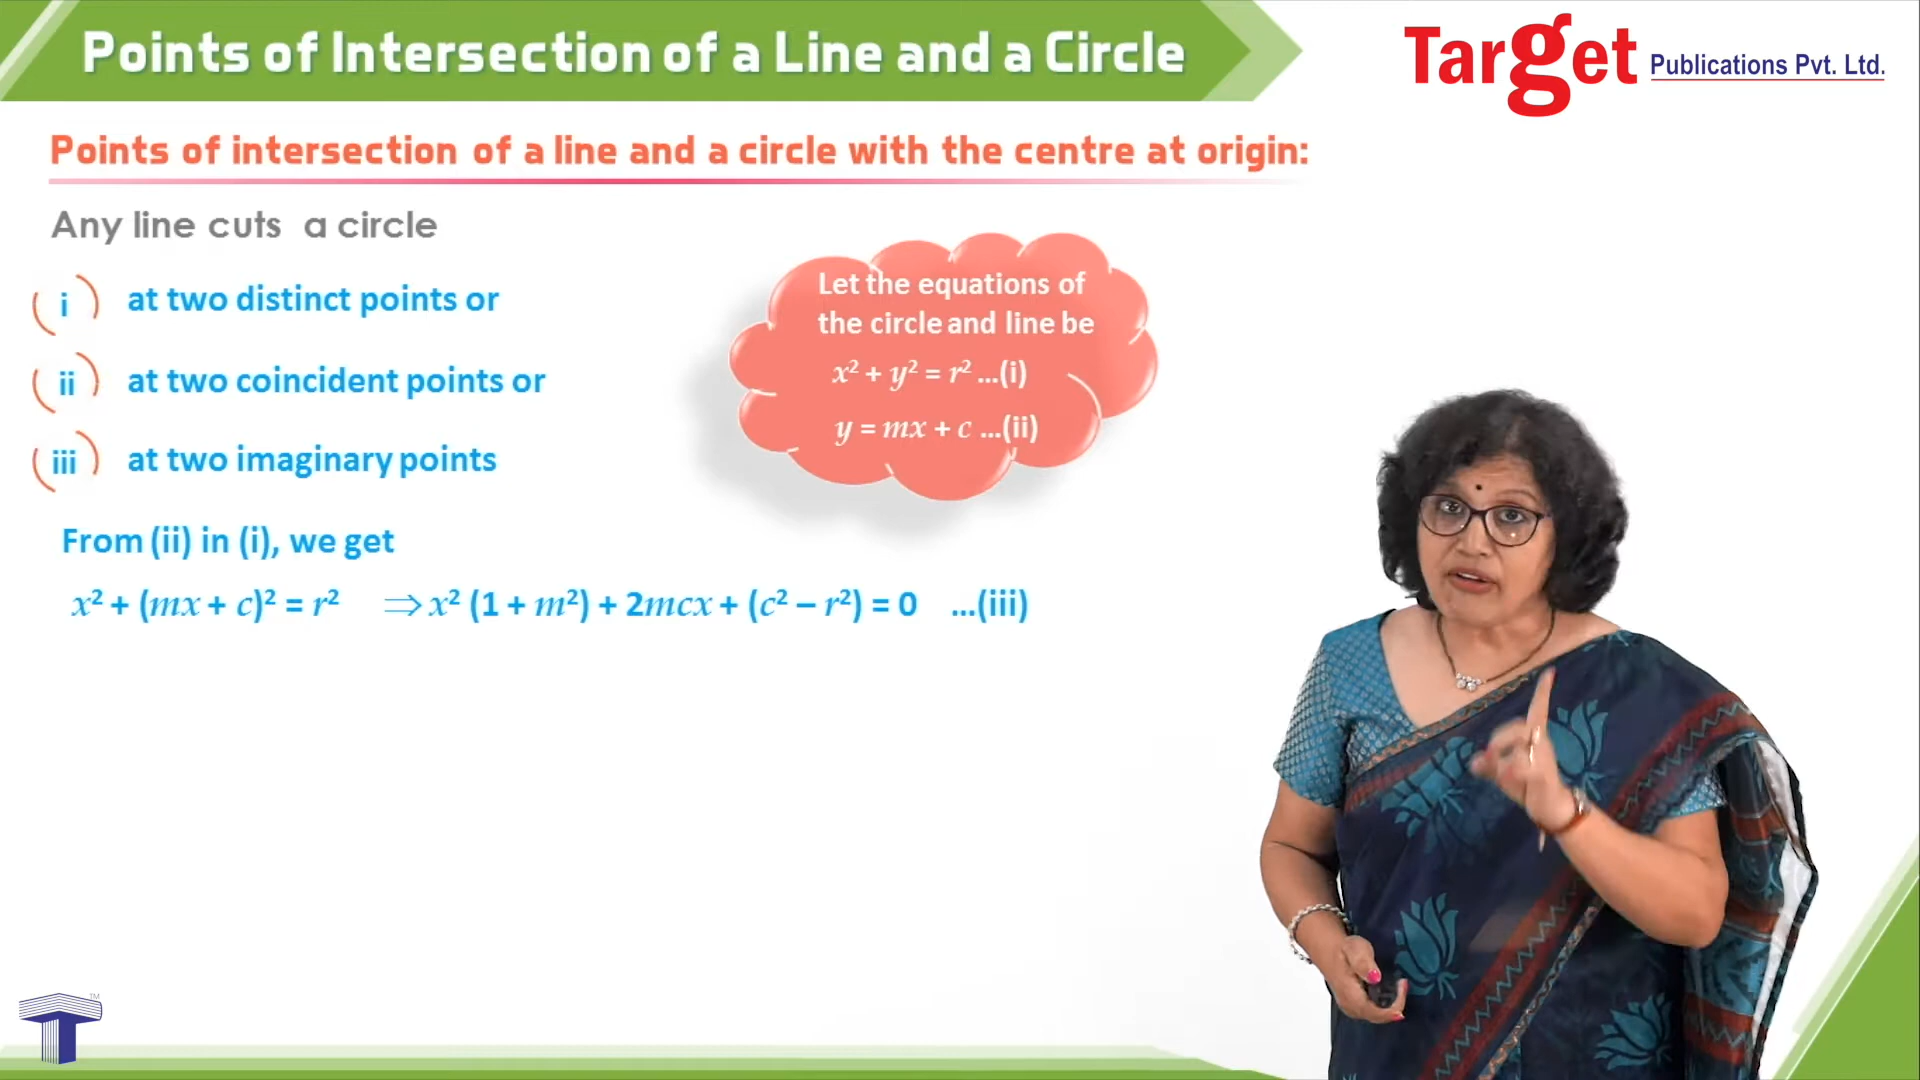 Points of Intersection of a Line and a Circle
Target Publications Pvt. Ltd.
Points of intersection of a line and a circle with the centre at origin:
Any line cuts a circle
i at two distinct points or
ii at two coincident points or
iii at two imaginary points
Let the equations of
the circle and line be
x² + y² = r² ...(i)
y = mx + c ...(ii)
From (ii) in (i), we get
x² + (mx + c)² = r² ⇒ x² (1 + m²) + 2mcx + (c² – r²) = 0 ...(iii)
TM